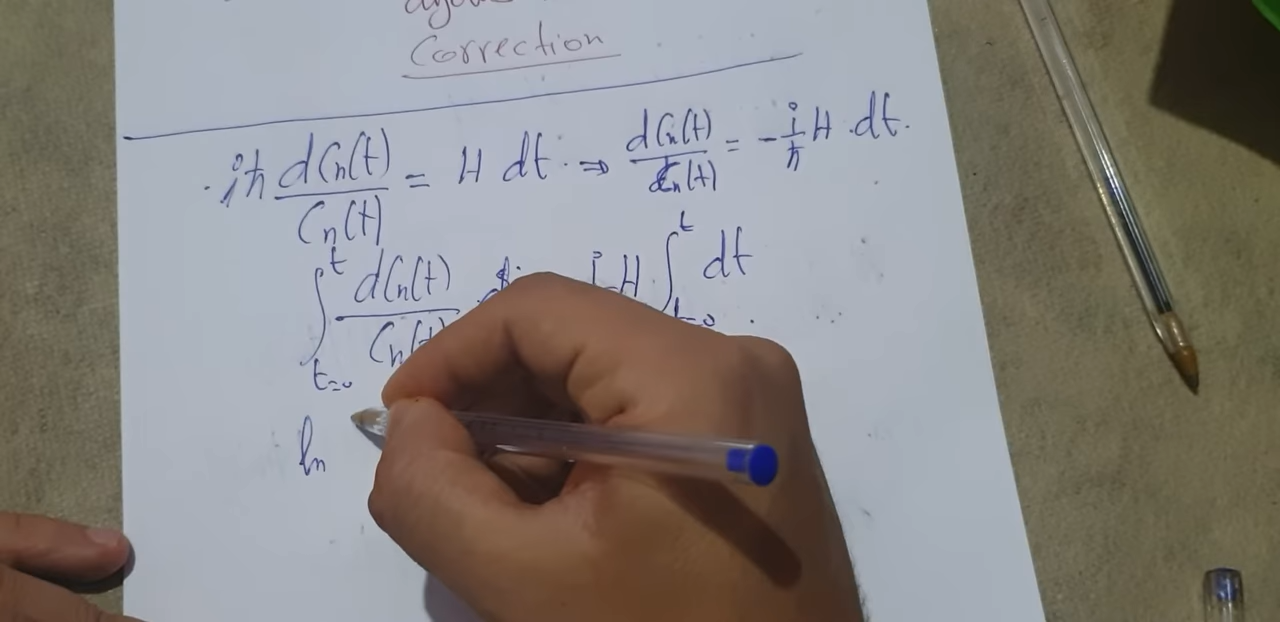 Correction
iħ dCn(t)/Cn(t) = H dt. ⇒ dCn(t)/Cn(t) = -i/ħ H .dt.
∫ t t=0 dCn(t)/Cn(t) H ∫ t t=0 dt
ln